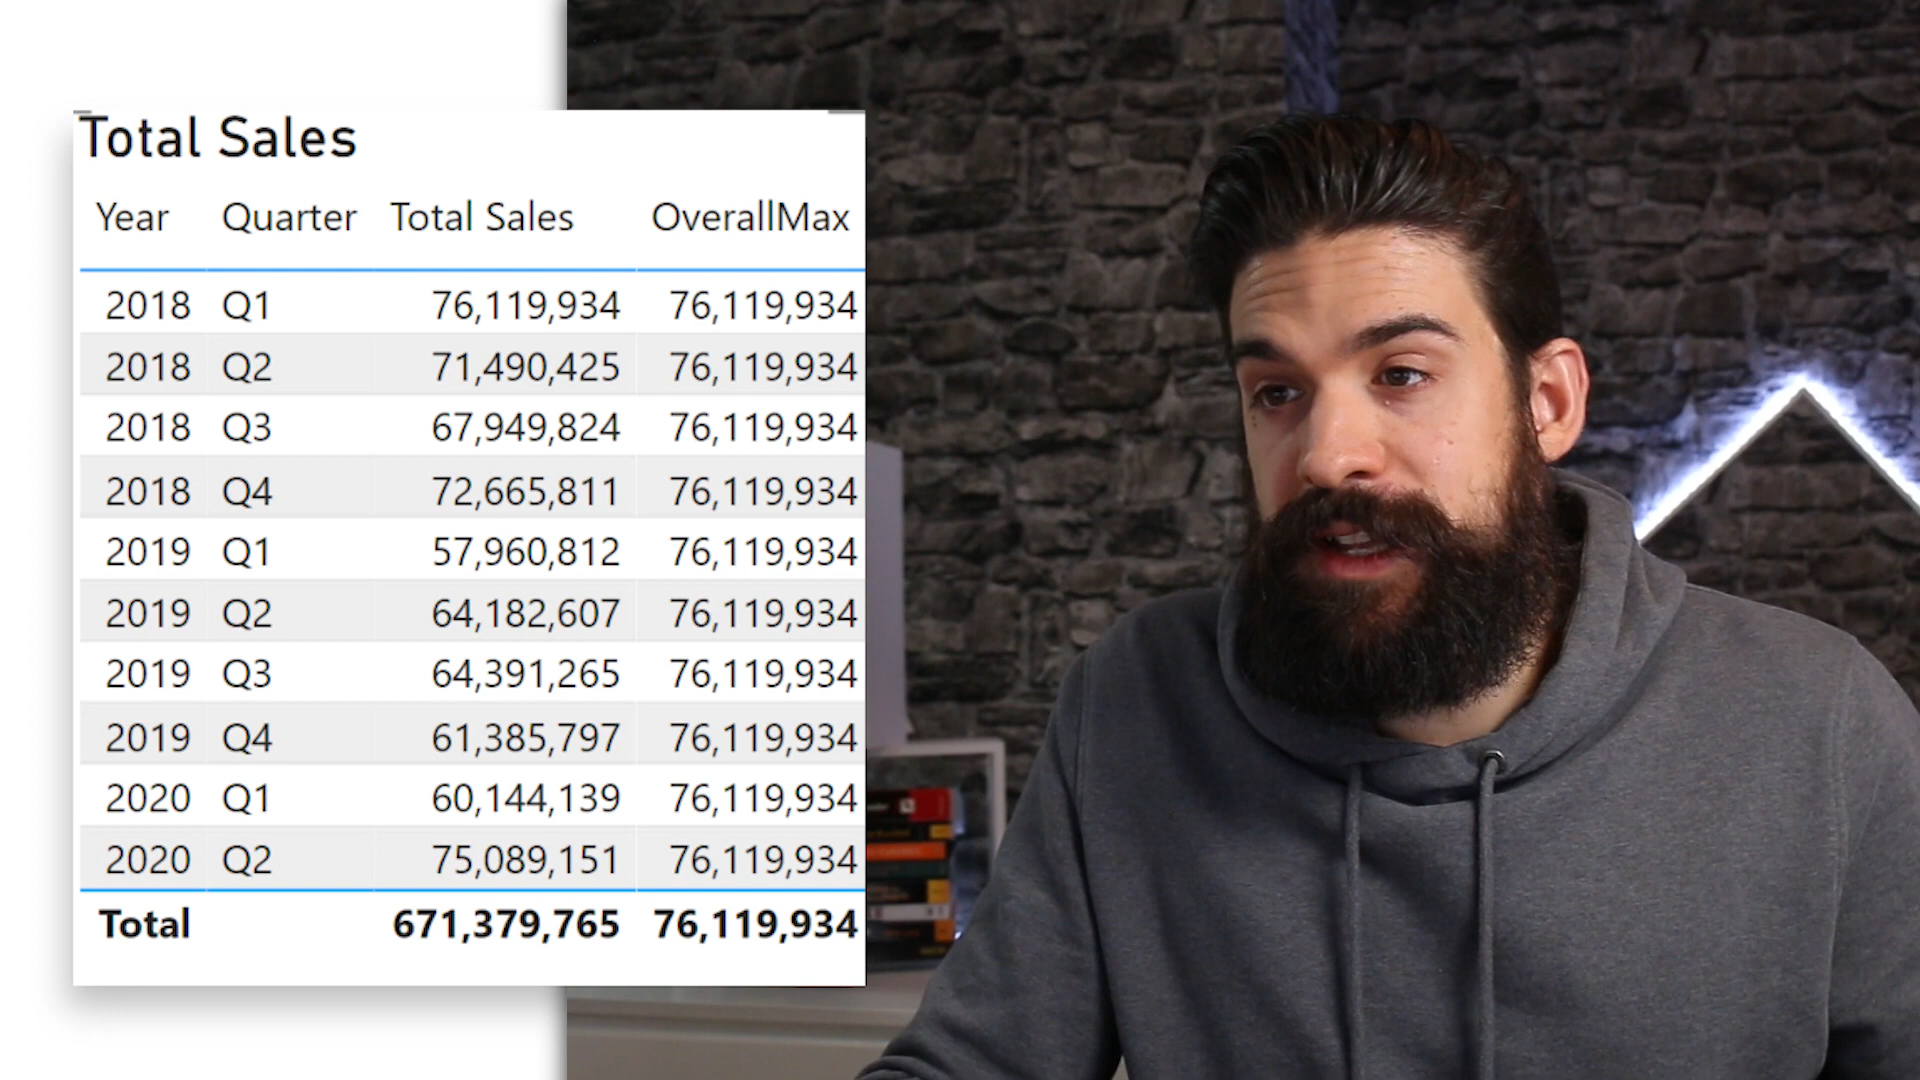 Total Sales
Year Quarter Total Sales OverallMax
2018 Q1 76,119,934 76,119,934
2018 Q2 71,490,425 76,119,934
2018 Q3 67,949,824 76,119,934
2018 Q4 72,665,811 76,119,934
2019 Q1 57,960,812 76,119,934
2019 Q2 64,182,607 76,119,934
2019 Q3 64,391,265 76,119,934
2019 Q4 61,385,797 76,119,934
2020 Q1 60,144,139 76,119,934
2020 Q2 75,089,151 76,119,934
Total 671,379,765 76,119,934